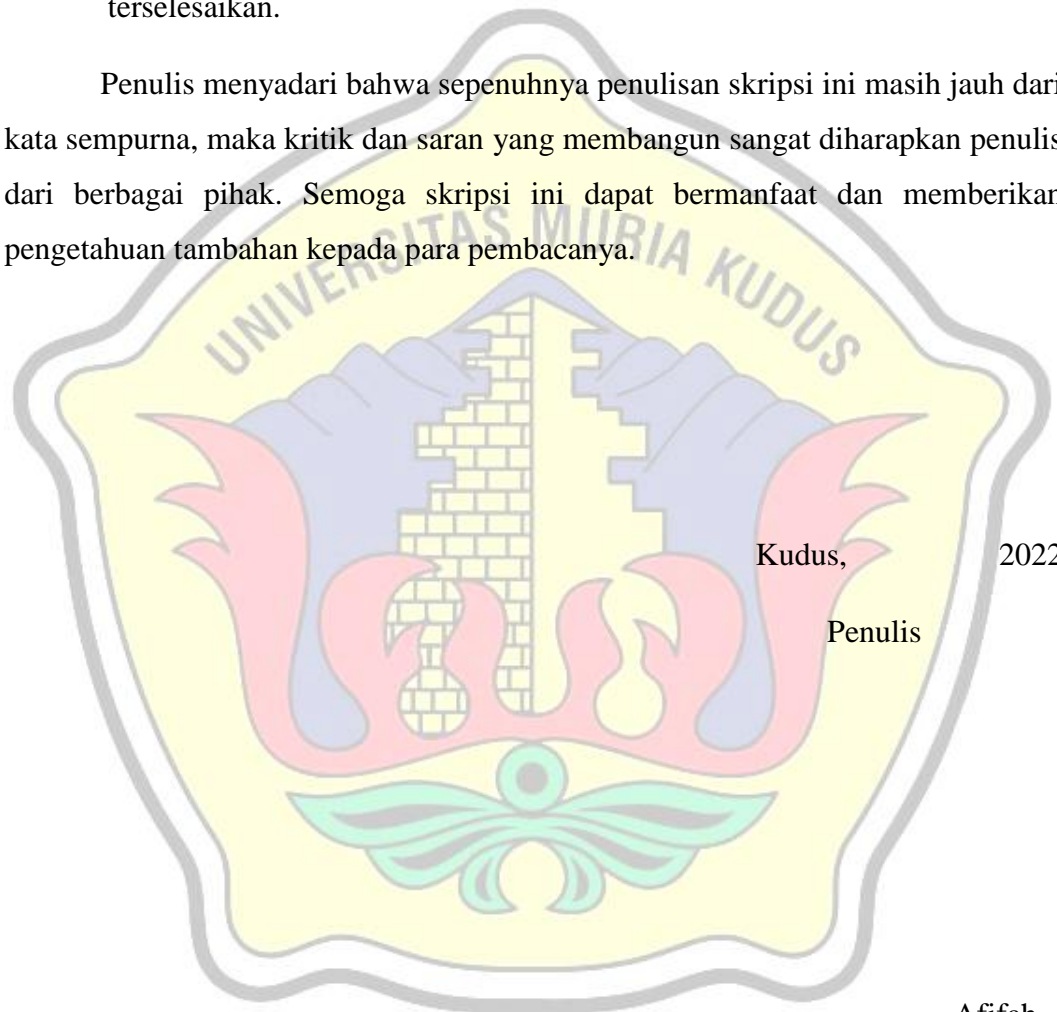 terselesaikan.
Penulis menyadari bahwa sepenuhnya penulisan skripsi ini masih jauh dari
kata sempurna, maka kritik dan saran yang membangun sangat diharapkan penulis
dari berbagai pihak. Semoga skripsi ini dapat bermanfaat dan memberikan
pengetahuan tambahan kepada para pembacanya.
UNIVERSITAS MURIA KUDUS
Kudus, 2022
Penulis
Afifah